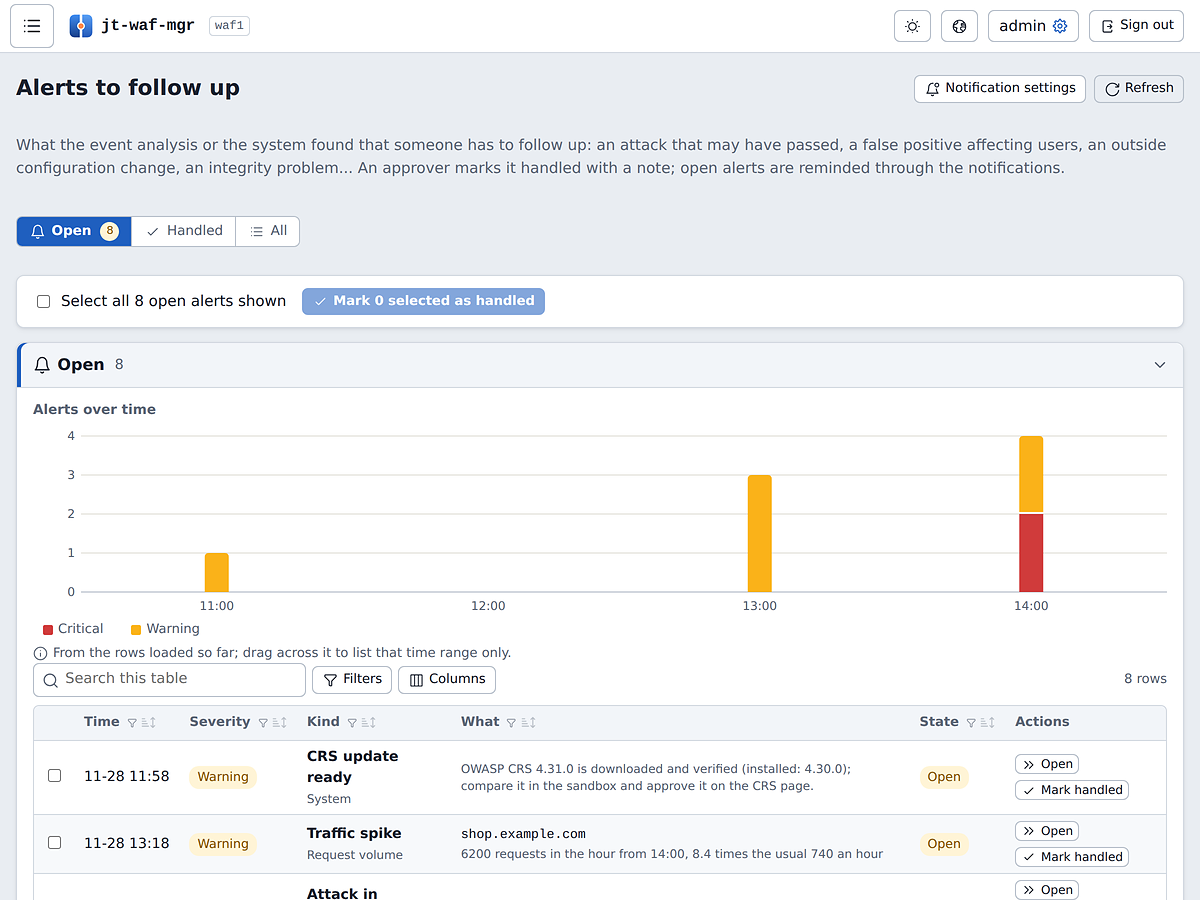 jt-waf-mgr waf1 admin Sign out
Alerts to follow up Notification settings Refresh
What the event analysis or the system found that someone has to follow up: an attack that may have passed, a false positive affecting users, an outside
configuration change, an integrity problem... An approver marks it handled with a note; open alerts are reminded through the notifications.
Open 8 Handled All
Select all 8 open alerts shown Mark 0 selected as handled
Open 8
Alerts over time
4
3
2
1
0
11:00 12:00 13:00 14:00
Critical Warning
From the rows loaded so far; drag across it to list that time range only.
Search this table Filters Columns 8 rows
Time Severity Kind What State Actions
11-28 11:58 Warning CRS update ready System OWASP CRS 4.31.0 is downloaded and verified (installed: 4.30.0); compare it in the sandbox and approve it on the CRS page. Open Open Mark handled
11-28 13:18 Warning Traffic spike Request volume shop.example.com 6200 requests in the hour from 14:00, 8.4 times the usual 740 an hour Open Open Mark handled
Attack in Open